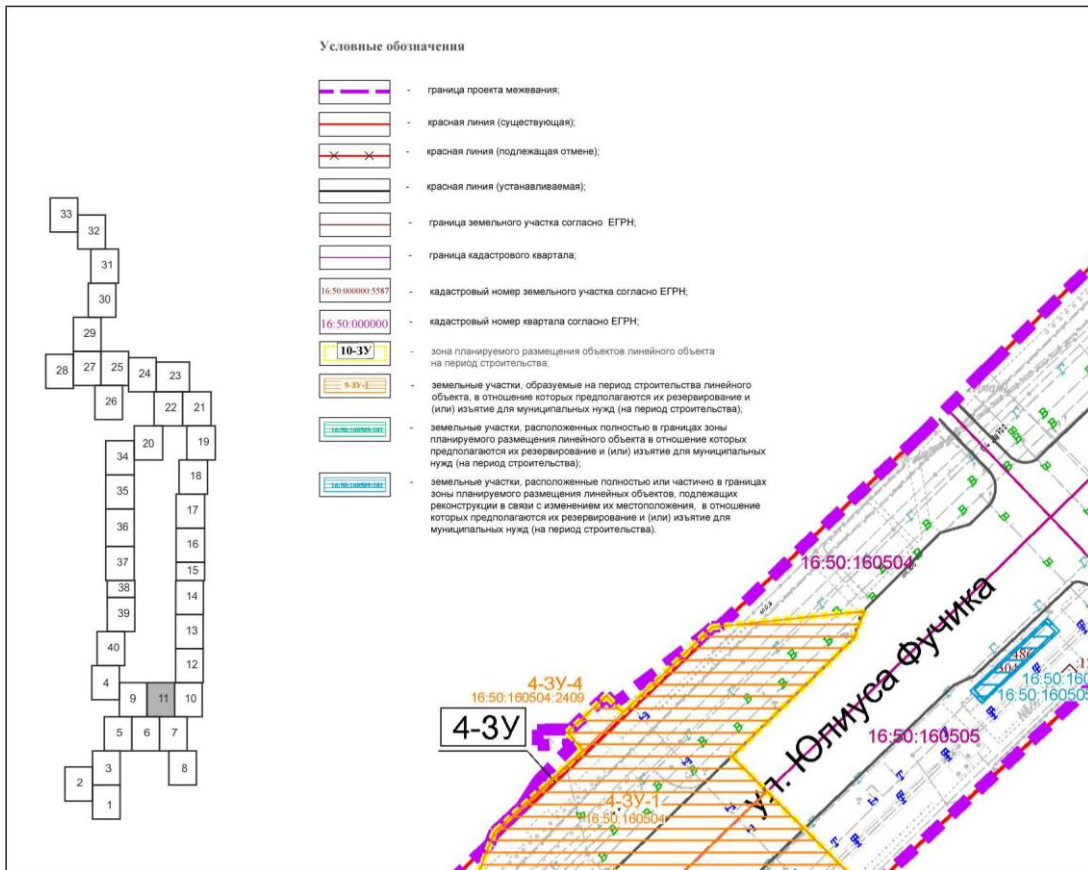 Условные обозначения
- граница проекта межевания;
- красная линия (существующая);
- красная линия (подлежащая отмене);
- красная линия (устанавливаемая);
- граница земельного участка согласно ЕГРН;
- граница кадастрового квартала;
16:50:000000:5587 - кадастровый номер земельного участка согласно ЕГРН;
16:50:000000 - кадастровый номер квартала согласно ЕГРН;
10-ЗУ - зона планируемого размещения объектов линейного объекта
на период строительства;
9-ЗУ-1 - земельные участки, образуемые на период строительства линейного
объекта, в отношение которых предполагаются их резервирование и
(или) изъятие для муниципальных нужд (на период строительства);
16:50:160509:102 - земельные участки, расположенных полностью в границах зоны
планируемого размещения линейного объекта в отношение которых
предполагаются их резервирование и (или) изъятие для муниципальных
нужд (на период строительства);
- земельные участки, расположенные полностью или частично в границах
зоны планируемого размещения линейных объектов, подлежащих
реконструкции в связи с изменением их местоположения, в отношение
которых предполагаются их резервирование и (или) изъятие для
муниципальных нужд (на период строительства).
33
32
31
30
29
28 27 25 24 23
26 22 21
20 19
34
18
35
17
36
16
37
15
38
14
39
13
40
12
4
9 11 10
5 6 7
3
2 8
1
16:50:160504
ул. Юлиуса Фучика
16:50:160505
4-ЗУ-4
16:50:160504:2409
4-ЗУ
4-ЗУ-1
16:50:160504